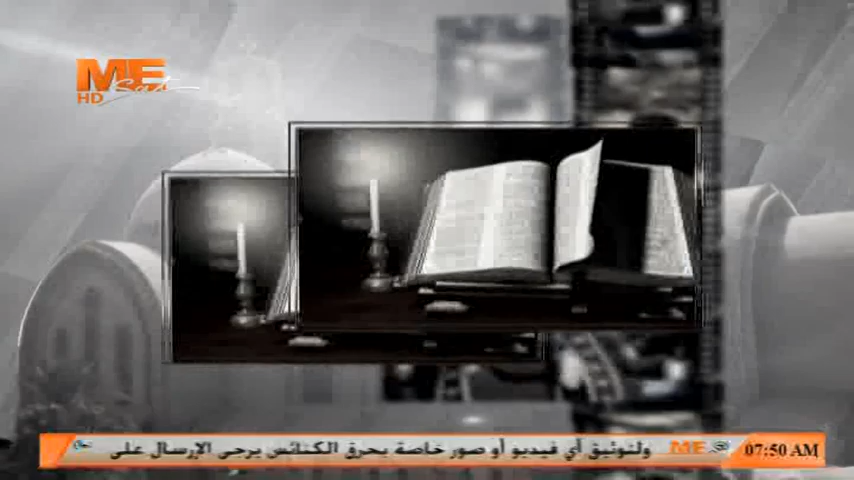 ME
Sat
HD
ولتوثيق أي فيديو أو صور خاصة بحرق الكنائس يرجى الإرسال على
ME
07:50 AM